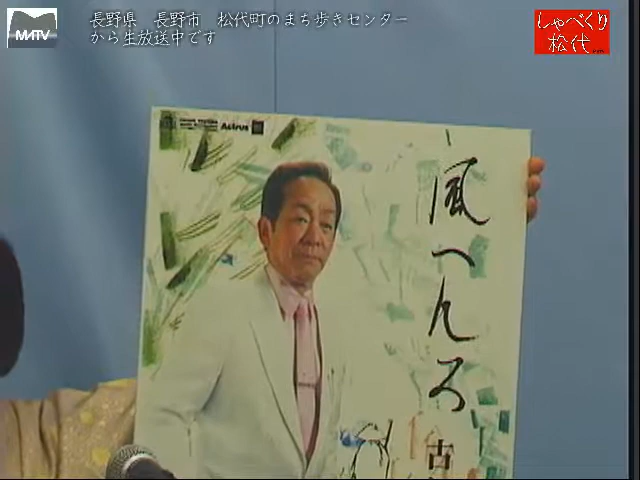 MATV
長野県　長野市　松代町のまち歩きセンター
から生放送中です
しゃべくり
松代
Actrus
風へんろ
古